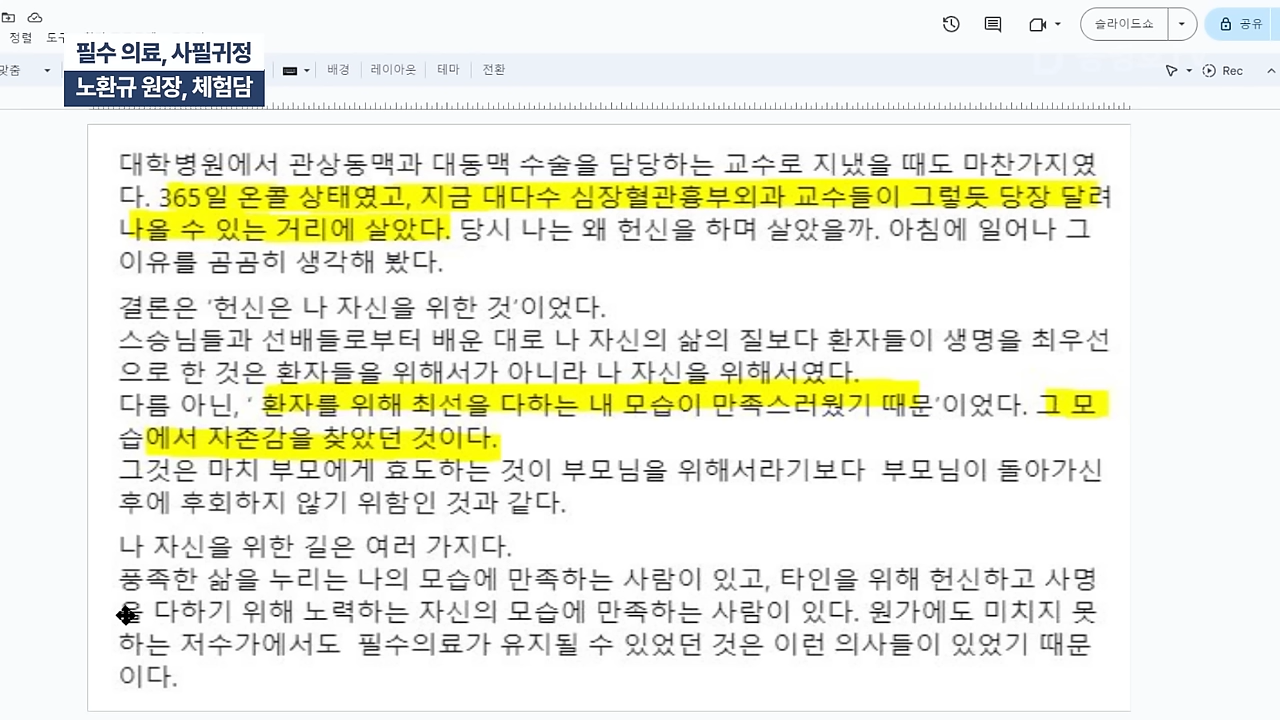 정렬
필수 의료, 사필귀정
노환규 원장, 체험담
슬라이드쇼
공유
맞춤
배경
레이아웃
테마
전환
Rec
대학병원에서 관상동맥과 대동맥 수술을 담당하는 교수로 지냈을 때도 마찬가지였
다. 365일 온콜 상태였고, 지금 대다수 심장혈관흉부외과 교수들이 그렇듯 당장 달려
나올 수 있는 거리에 살았다. 당시 나는 왜 헌신을 하며 살았을까. 아침에 일어나 그
이유를 곰곰히 생각해 봤다.
결론은 ‘헌신은 나 자신을 위한 것’이었다.
스승님들과 선배들로부터 배운 대로 나 자신의 삶의 질보다 환자들이 생명을 최우선
으로 한 것은 환자들을 위해서가 아니라 나 자신을 위해서였다.
다름 아닌, ‘ 환자를 위해 최선을 다하는 내 모습이 만족스러웠기 때문’이었다. 그 모
습에서 자존감을 찾았던 것이다.
그것은 마치 부모에게 효도하는 것이 부모님을 위해서라기보다 부모님이 돌아가신
후에 후회하지 않기 위함인 것과 같다.
나 자신을 위한 길은 여러 가지다.
풍족한 삶을 누리는 나의 모습에 만족하는 사람이 있고, 타인을 위해 헌신하고 사명
을 다하기 위해 노력하는 자신의 모습에 만족하는 사람이 있다. 원가에도 미치지 못
하는 저수가에서도 필수의료가 유지될 수 있었던 것은 이런 의사들이 있었기 때문
이다.